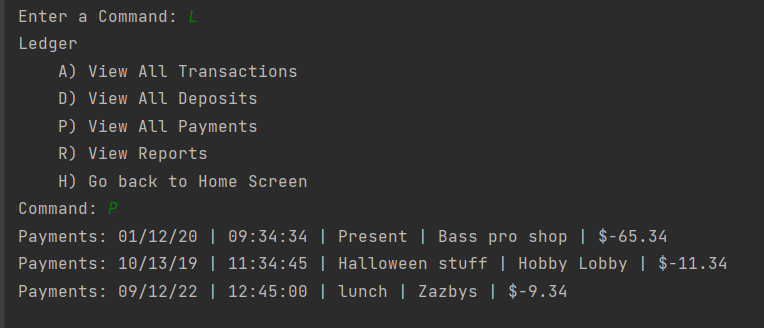 Enter a Command: L
Ledger
A) View All Transactions
D) View All Deposits
P) View All Payments
R) View Reports
H) Go back to Home Screen
Command: P
Payments: 01/12/20 | 09:34:34 | Present | Bass pro shop | $-65.34
Payments: 10/13/19 | 11:34:45 | Halloween stuff | Hobby Lobby | $-11.34
Payments: 09/12/22 | 12:45:00 | lunch | Zazbys | $-9.34